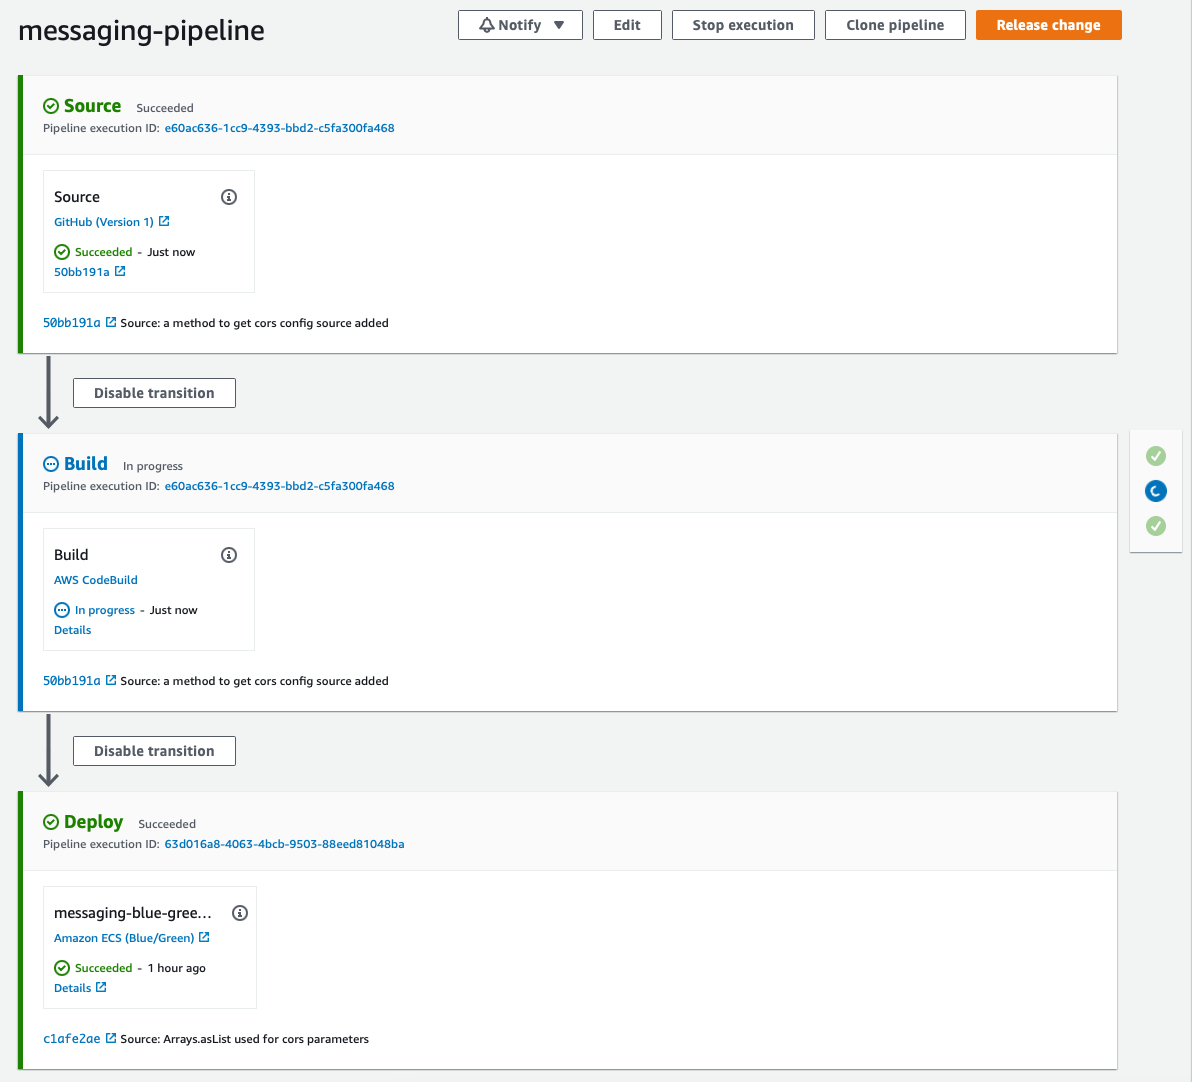 messaging-pipeline
Notify
Edit
Stop execution
Clone pipeline
Release change
Source Succeeded
Pipeline execution ID: e60ac636-1cc9-4393-bbd2-c5fa300fa468
Source
GitHub (Version 1)
Succeeded - Just now
50bb191a
50bb191a Source: a method to get cors config source added
Disable transition
Build In progress
Pipeline execution ID: e60ac636-1cc9-4393-bbd2-c5fa300fa468
Build
AWS CodeBuild
In progress - Just now
Details
50bb191a Source: a method to get cors config source added
Disable transition
Deploy Succeeded
Pipeline execution ID: 63d016a8-4063-4bcb-9503-88eed81048ba
messaging-blue-gree...
Amazon ECS (Blue/Green)
Succeeded - 1 hour ago
Details
c1afe2ae Source: Arrays.asList used for cors parameters